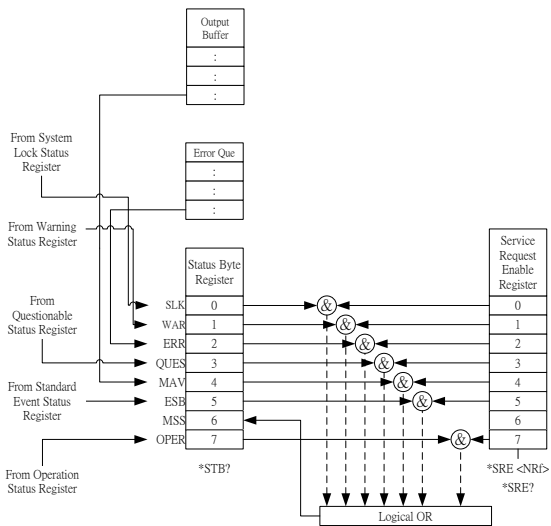 Output
Buffer
:
:
:
From System
Lock Status
Register
Error Que
:
:
:
From Warning
Status Register
Status Byte
Register
Service
Request
Enable
Register
From
Questionable
Status Register
SLK 0 & 0
WAR 1 & 1
ERR 2 & 2
QUES 3 & 3
MAV 4 & 4
ESB 5 & 5
MSS 6 6
OPER 7 & 7
From Standard
Event Status
Register
*STB?
*SRE <NRf>
*SRE?
From Operation
Status Register
Logical OR